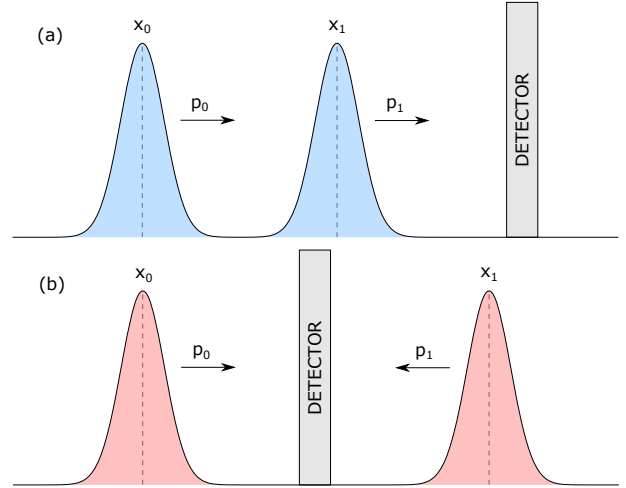 (a)
x₀
x₁
p₀
p₁
DETECTOR
(b)
x₀
x₁
p₀
p₁
DETECTOR